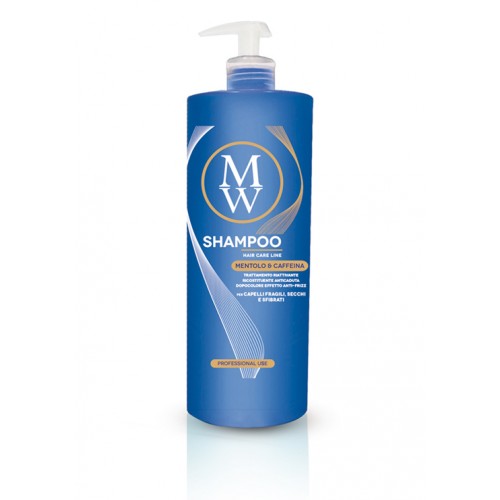 M
W
SHAMPOO
HAIR CARE LINE
MENTOLO & CAFFEINA
TRATTAMENTO RIATTIVANTE
RICOSTITUENTE ANTICADUTA
DOPOCOLORE EFFETTO ANTI-FRIZZ
PER CAPELLI FRAGILI, SECCHI
E SFIBRATI
PROFESSIONAL USE